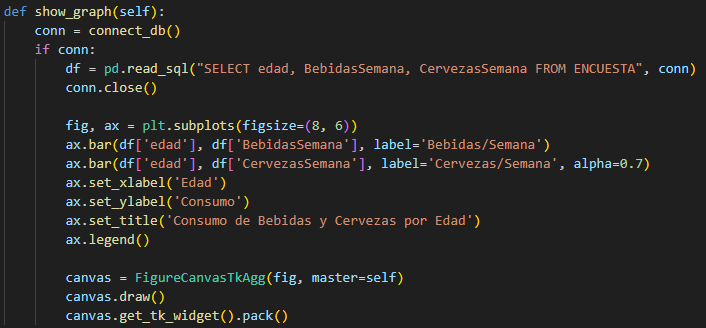 def show_graph(self):
    conn = connect_db()
    if conn:
        df = pd.read_sql("SELECT edad, BebidasSemana, CervezasSemana FROM ENCUESTA", conn)
        conn.close()

        fig, ax = plt.subplots(figsize=(8, 6))
        ax.bar(df['edad'], df['BebidasSemana'], label='Bebidas/Semana')
        ax.bar(df['edad'], df['CervezasSemana'], label='Cervezas/Semana', alpha=0.7)
        ax.set_xlabel('Edad')
        ax.set_ylabel('Consumo')
        ax.set_title('Consumo de Bebidas y Cervezas por Edad')
        ax.legend()

        canvas = FigureCanvasTkAgg(fig, master=self)
        canvas.draw()
        canvas.get_tk_widget().pack()